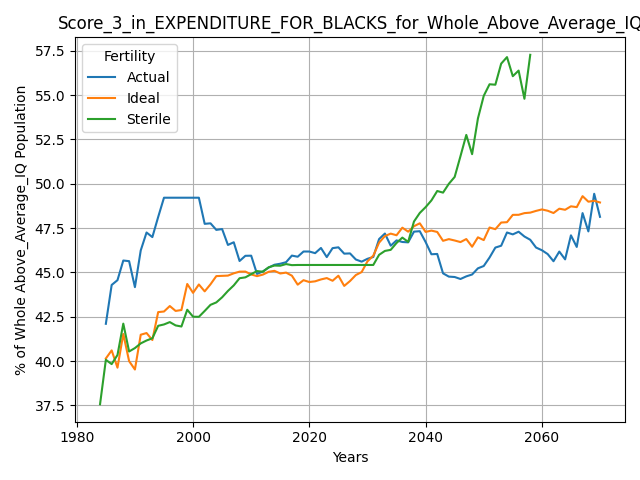 Score_3_in_EXPENDITURE_FOR_BLACKS_for_Whole_Above_Average_IQ
Fertility
Actual
Ideal
Sterile
% of Whole Above_Average_IQ Population
57.5
55.0
52.5
50.0
47.5
45.0
42.5
40.0
37.5
1980 2000 2020 2040 2060
Years